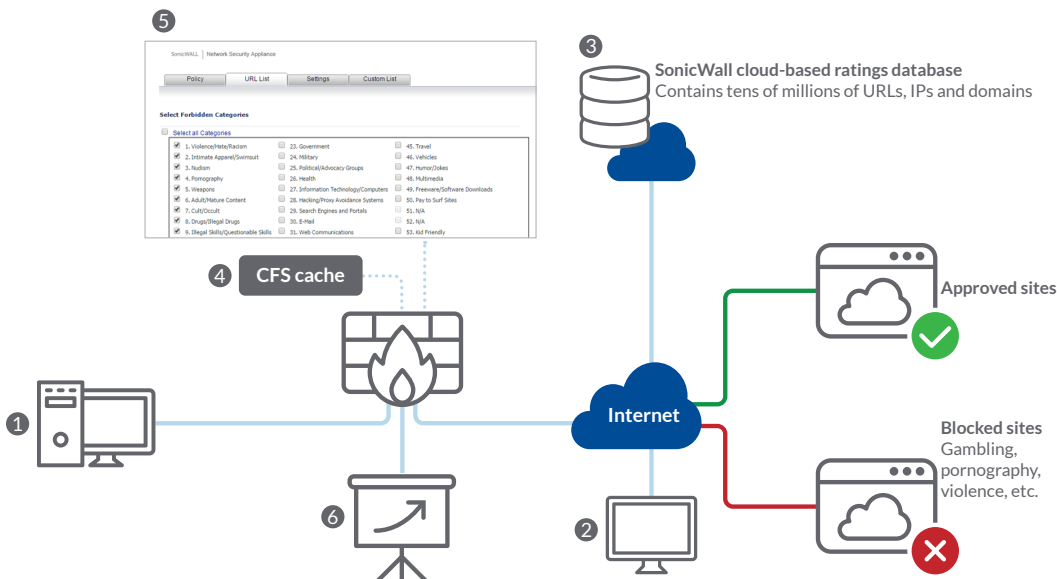 5
SonicWALL | Network Security Appliance
Policy
URL List
Settings
Custom List
Select Forbidden Categories
Select all Categories
1. Violence/Hate/Racism
2. Intimate Apparel/Swimsuit
3. Nudism
4. Pornography
5. Weapons
6. Adult/Mature Content
7. Cult/Occult
8. Drugs/Illegal Drugs
9. Illegal Skills/Questionable Skills
23. Government
24. Military
25. Political/Advocacy Groups
26. Health
27. Information Technology/Computers
28. Hacking/Proxy Avoidance Systems
29. Search Engines and Portals
30. E-Mail
31. Web Communications
45. Travel
46. Vehicles
47. Humor/Jokes
48. Multimedia
49. Freeware/Software Downloads
50. Pay to Surf Sites
51. N/A
52. N/A
53. Kid Friendly
3
SonicWall cloud-based ratings database
Contains tens of millions of URLs, IPs and domains
4
CFS cache
Approved sites
1
Internet
Blocked sites
Gambling,
pornography,
violence, etc.
6
2